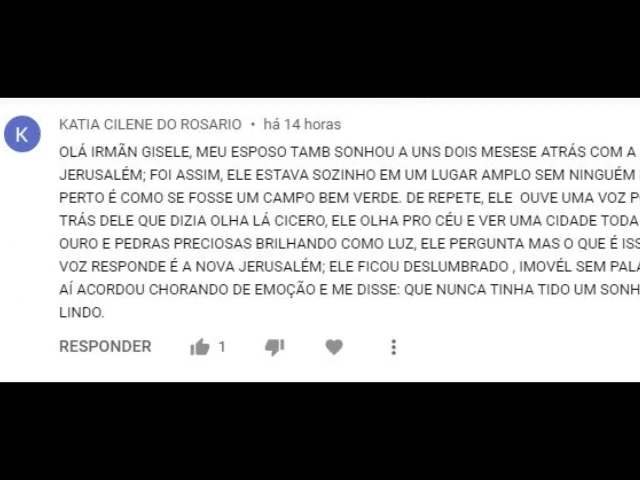 K
KATIA CILENE DO ROSARIO • há 14 horas
OLÁ IRMÃN GISELE, MEU ESPOSO TAMB SONHOU A UNS DOIS MESESE ATRÁS COM A
JERUSALÉM; FOI ASSIM, ELE ESTAVA SOZINHO EM UM LUGAR AMPLO SEM NINGUÉM
PERTO É COMO SE FOSSE UM CAMPO BEM VERDE. DE REPETE, ELE OUVE UMA VOZ
TRÁS DELE QUE DIZIA OLHA LÁ CICERO, ELE OLHA PRO CÉU E VER UMA CIDADE TODA
OURO E PEDRAS PRECIOSAS BRILHANDO COMO LUZ, ELE PERGUNTA MAS O QUE É
VOZ RESPONDE É A NOVA JERUSALÉM; ELE FICOU DESLUMBRADO , IMOVÉL SEM
AÍ ACORDOU CHORANDO DE EMOÇÃO E ME DISSE: QUE NUNCA TINHA TIDO UM
LINDO.
RESPONDER 1